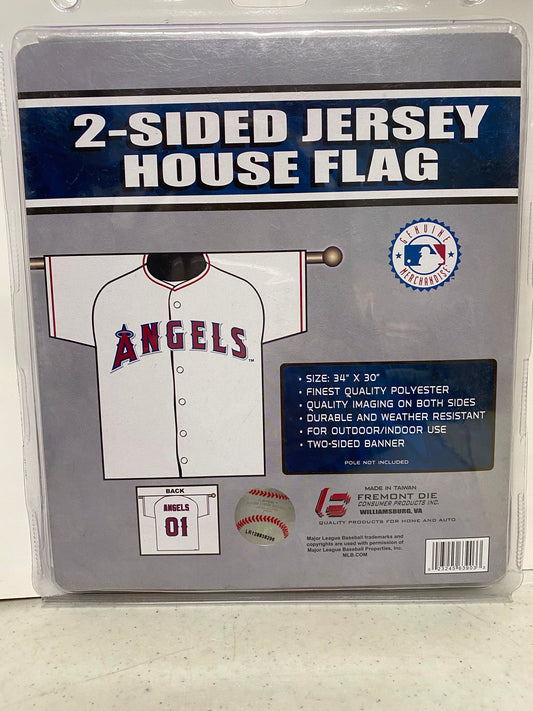 2-SIDED JERSEY
HOUSE FLAG
GENUINE
MERCHANDISE
ANGELS
TM
• SIZE: 34" X 30"
• FINEST QUALITY POLYESTER
• QUALITY IMAGING ON BOTH SIDES
• DURABLE AND WEATHER RESISTANT
• FOR OUTDOOR/INDOOR USE
• TWO-SIDED BANNER
POLE NOT INCLUDED
BACK
ANGELS
01
MADE IN TAIWAN
FREMONT DIE
CONSUMER PRODUCTS INC.
WILLIAMSBURG, VA
QUALITY PRODUCTS FOR HOME AND AUTO
Major League Baseball trademarks and
copyrights are used with permission of
Major League Baseball Properties, Inc.
MLB.COM